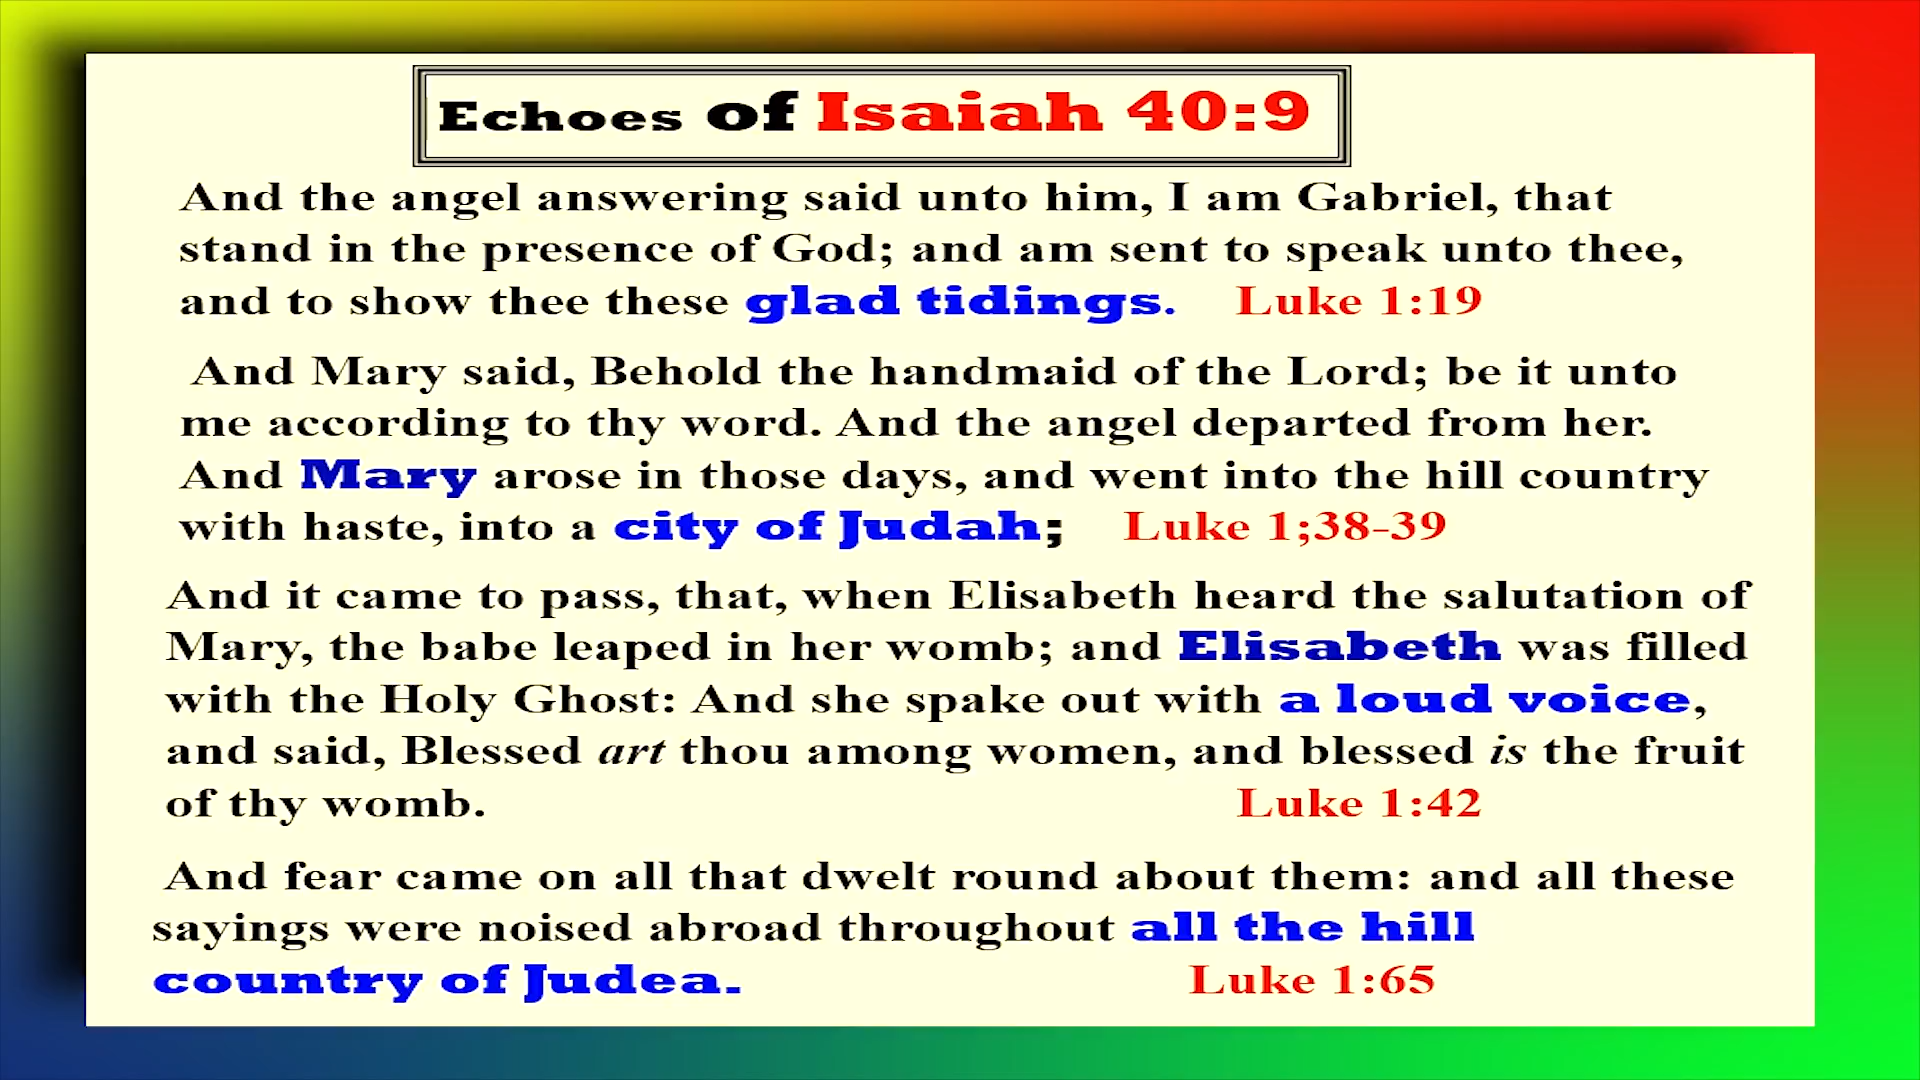 Echoes of Isaiah 40:9
And the angel answering said unto him, I am Gabriel, that
stand in the presence of God; and am sent to speak unto thee,
and to show thee these glad tidings. Luke 1:19
And Mary said, Behold the handmaid of the Lord; be it unto
me according to thy word. And the angel departed from her.
And Mary arose in those days, and went into the hill country
with haste, into a city of Judah; Luke 1;38-39
And it came to pass, that, when Elisabeth heard the salutation of
Mary, the babe leaped in her womb; and Elisabeth was filled
with the Holy Ghost: And she spake out with a loud voice,
and said, Blessed art thou among women, and blessed is the fruit
of thy womb. Luke 1:42
And fear came on all that dwelt round about them: and all these
sayings were noised abroad throughout all the hill
country of Judea. Luke 1:65